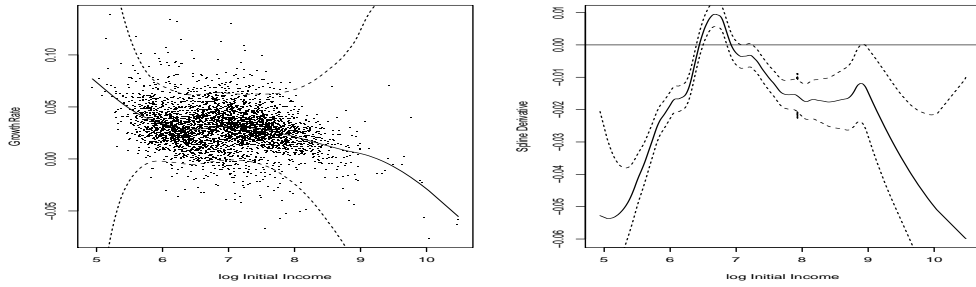 Growth Rate
0.10
0.05
0.00
-0.05
5 6 7 8 9 10
log Initial Income
Spine Derivative
0.01
0.00
-0.01
-0.02
-0.03
-0.04
-0.05
-0.06
5 6 7 8 9 10
log Initial Income